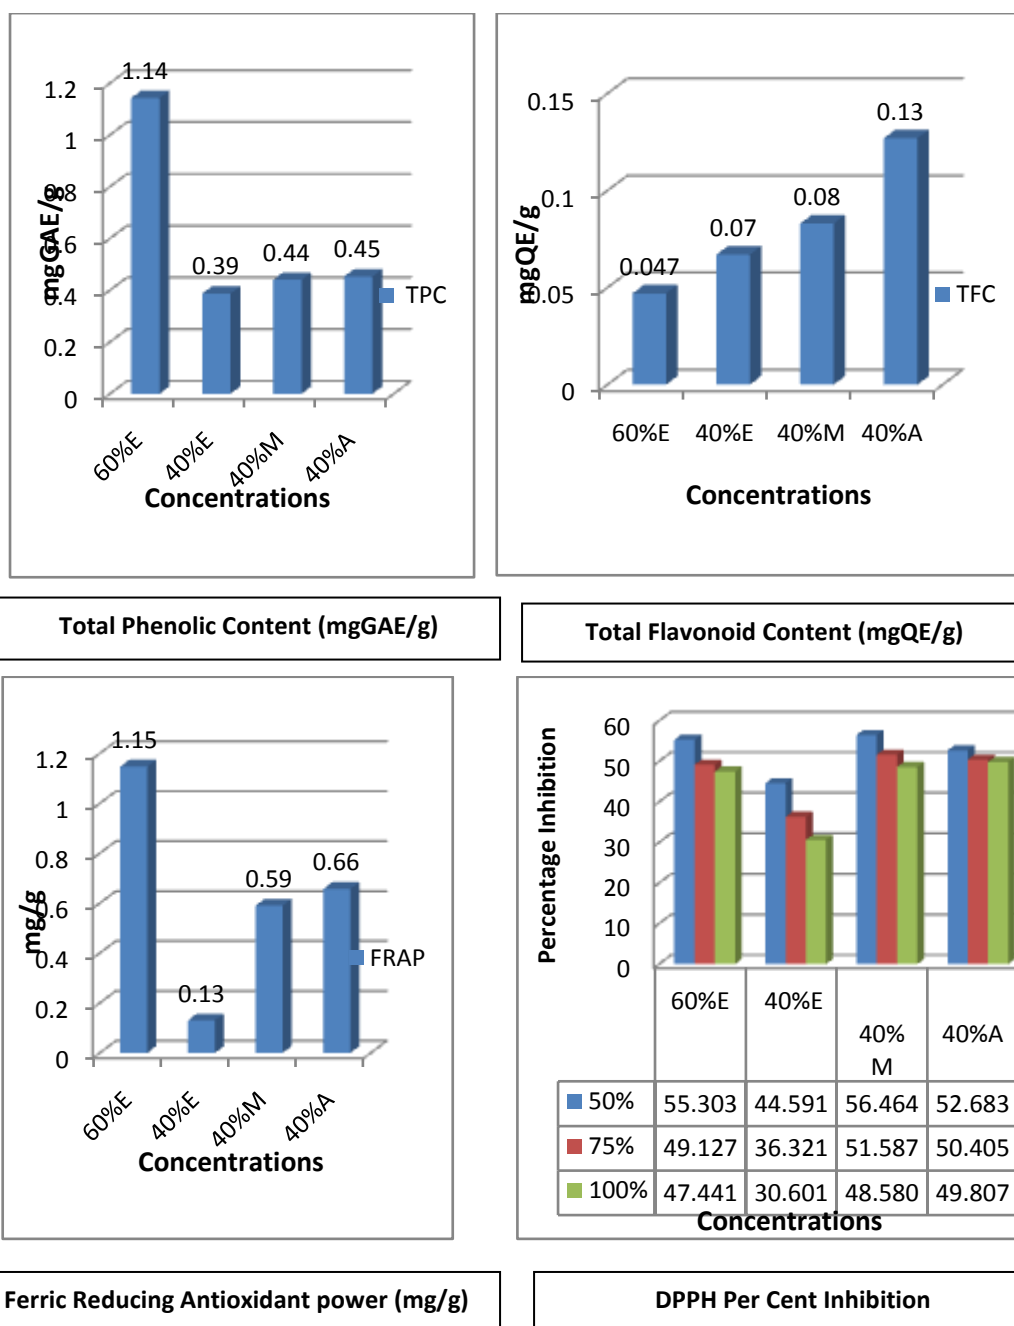 1.14
1.2
1
0.8
0.6
0.4
0.2
0
mgGAE/g
0.39
0.44
0.45
TPC
60%E
40%E
40%M
40%A
Concentrations
0.15
0.1
0.05
0
mgQE/g
0.047
0.07
0.08
0.13
TFC
60%E 40%E 40%M 40%A
Concentrations
Total Phenolic Content (mgGAE/g)
Total Flavonoid Content (mgQE/g)
1.15
1.2
1
0.8
0.6
0.4
0.2
0
mg/g
0.13
0.59
0.66
FRAP
60%E
40%E
40%M
40%A
Concentrations
60
50
40
30
20
10
0
Percentage Inhibition
60%E 40%E 40% M 40%A
50% 55.303 44.591 56.464 52.683
75% 49.127 36.321 51.587 50.405
100% 47.441 30.601 48.580 49.807
Concentrations
Ferric Reducing Antioxidant power (mg/g)
DPPH Per Cent Inhibition